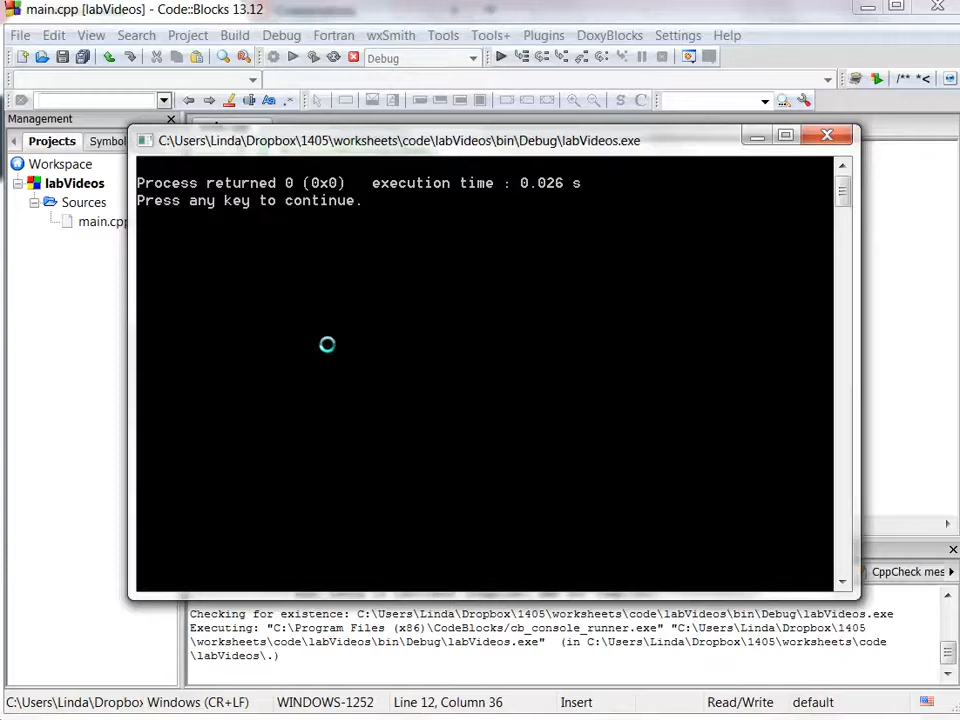 main.cpp [labVideos] - Code::Blocks 13.12
File Edit View Search Project Build Debug Fortran wxSmith Tools Tools+ Plugins DoxyBlocks Settings Help
Debug
/** *<
Management
Projects Symbol
Workspace
labVideos
Sources
main.cpp
C:\Users\Linda\Dropbox\1405\worksheets\code\labVideos\bin\Debug\labVideos.exe
Process returned 0 (0x0)   execution time : 0.026 s
Press any key to continue.
CppCheck mes
Checking for existence: C:\Users\Linda\Dropbox\1405\worksheets\code\labVideos\bin\Debug\labVideos.exe
Executing: "C:\Program Files (x86)\CodeBlocks/cb_console_runner.exe" "C:\Users\Linda\Dropbox\1405
\worksheets\code\labVideos\bin\Debug\labVideos.exe"  (in C:\Users\Linda\Dropbox\1405\worksheets\code
\labVideos\.)
C:\Users\Linda\Dropbo> Windows (CR+LF) WINDOWS-1252 Line 12, Column 36 Insert Read/Write default